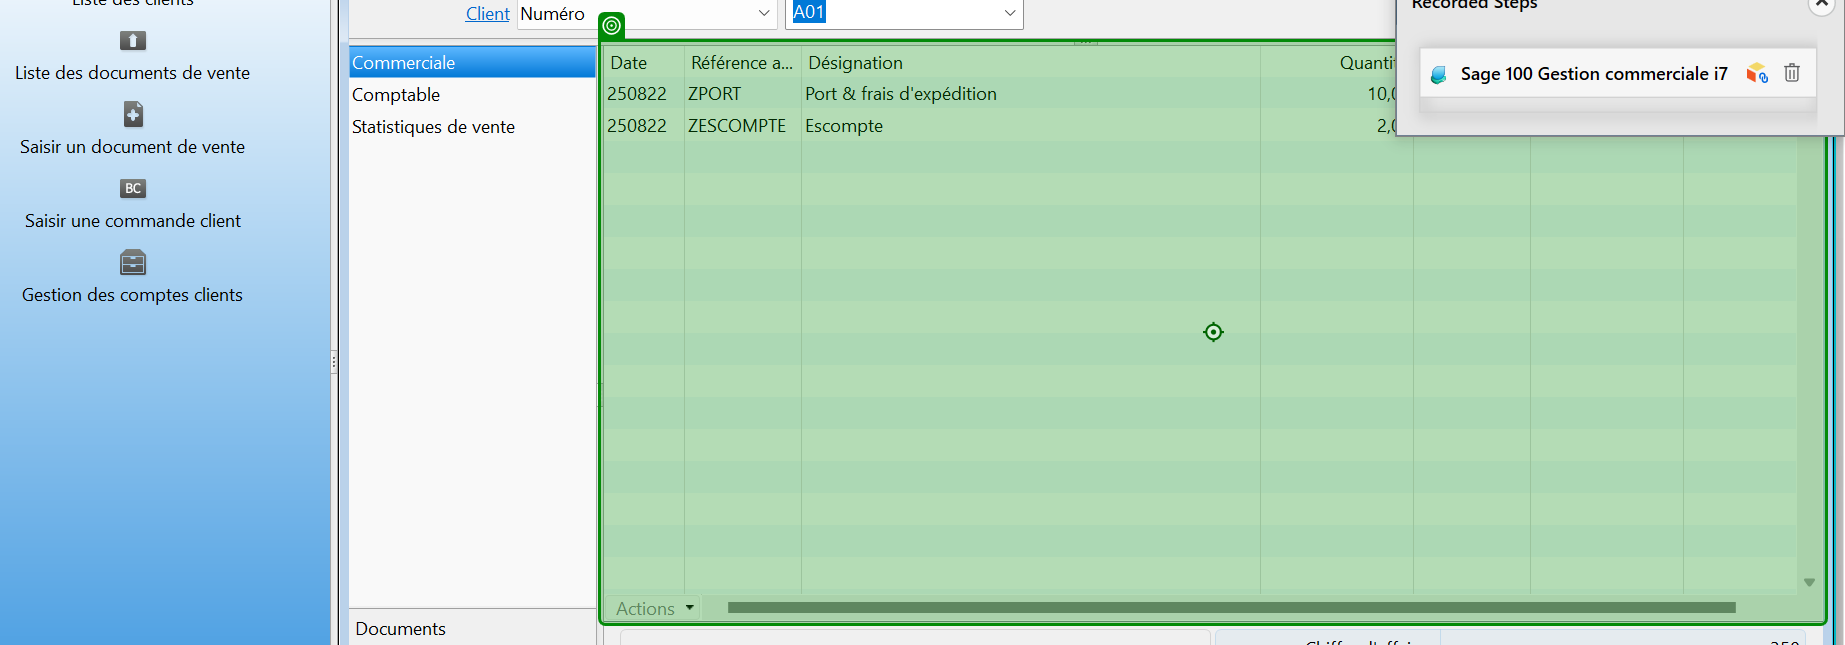 Liste des clients
Liste des documents de vente
Saisir un document de vente
BC
Saisir une commande client
Gestion des comptes clients
Client Numéro A01
Commerciale
Comptable
Statistiques de vente
Documents
Date Référence a... Désignation Quanti
250822 ZPORT Port & frais d'expédition 10,0
250822 ZESCOMPTE Escompte 2,0
Actions
Recorded Steps
Sage 100 Gestion commerciale i7